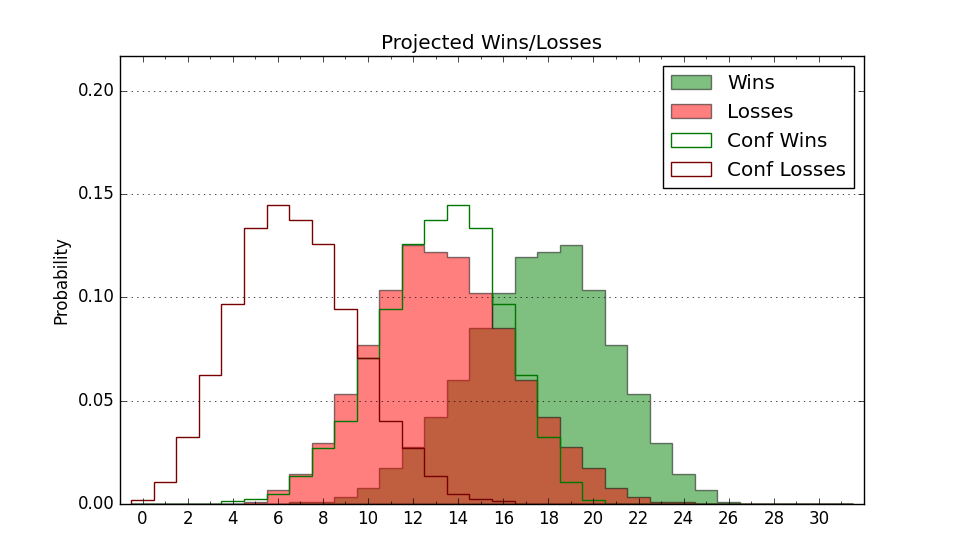 Projected Wins/Losses
Wins
Losses
Conf Wins
Conf Losses
Probability
0.20
0.15
0.10
0.05
0.00
0 2 4 6 8 10 12 14 16 18 20 22 24 26 28 30